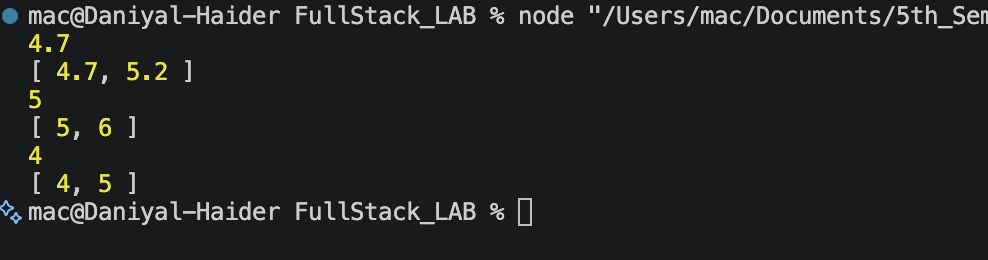 mac@Daniyal-Haider FullStack_LAB % node "/Users/mac/Documents/5th_Sem
4.7
[ 4.7, 5.2 ]
5
[ 5, 6 ]
4
[ 4, 5 ]
mac@Daniyal-Haider FullStack_LAB %